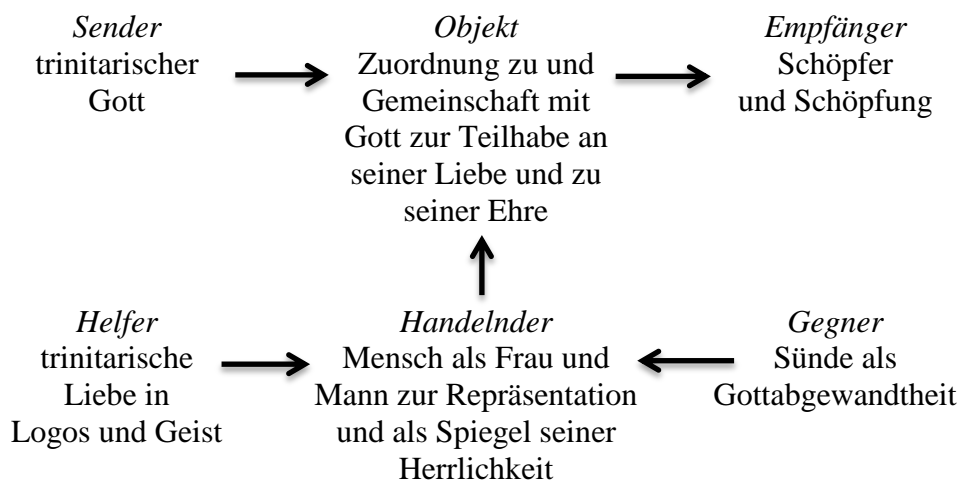 Sender
trinitarischer
Gott
Objekt
Zuordnung zu und
Gemeinschaft mit
Gott zur Teilhabe an
seiner Liebe und zu
seiner Ehre
Empfänger
Schöpfer
und Schöpfung
Helfer
trinitarische
Liebe in
Logos und Geist
Handelnder
Mensch als Frau und
Mann zur Repräsentation
und als Spiegel seiner
Herrlichkeit
Gegner
Sünde als
Gottabgewandtheit